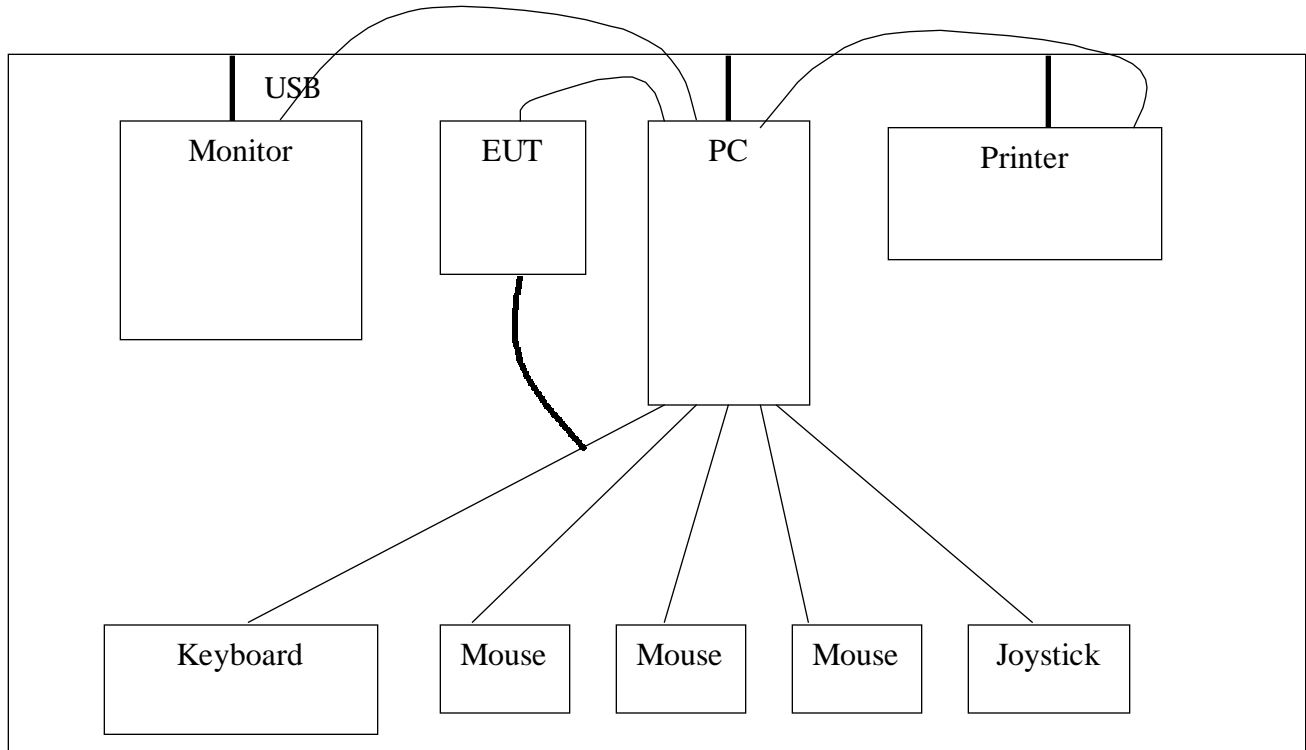 USB
Monitor
EUT
PC
Printer
Keyboard
Mouse
Mouse
Mouse
Joystick